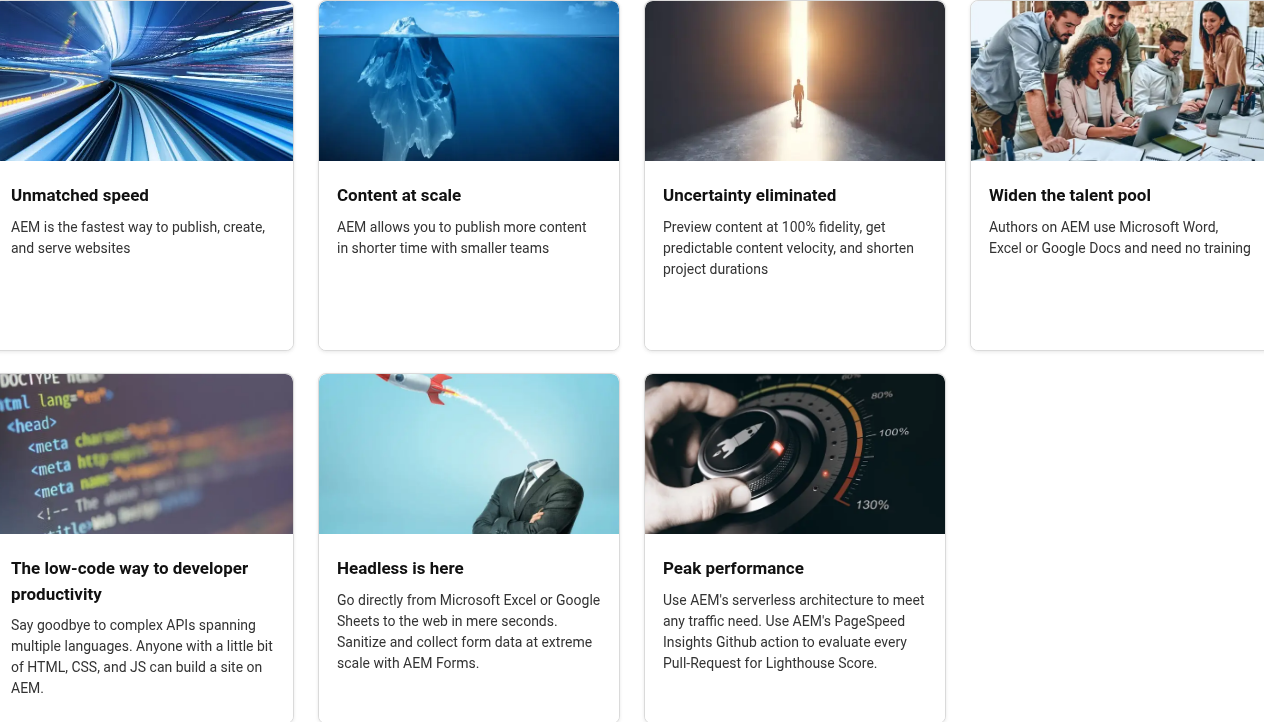 Unmatched speed
AEM is the fastest way to publish, create,
and serve websites
Content at scale
AEM allows you to publish more content
in shorter time with smaller teams
Uncertainty eliminated
Preview content at 100% fidelity, get
predictable content velocity, and shorten
project durations
Widen the talent pool
Authors on AEM use Microsoft Word,
Excel or Google Docs and need no training
DOCTYPE html>
html lang="en">
<head>
<meta
<meta
<meta name=
<!-- The above
The low-code way to developer
productivity
Say goodbye to complex APIs spanning
multiple languages. Anyone with a little bit
of HTML, CSS, and JS can build a site on
AEM.
Headless is here
Go directly from Microsoft Excel or Google
Sheets to the web in mere seconds.
Sanitize and collect form data at extreme
scale with AEM Forms.
80%
100%
130%
Peak performance
Use AEM's serverless architecture to meet
any traffic need. Use AEM's PageSpeed
Insights Github action to evaluate every
Pull-Request for Lighthouse Score.